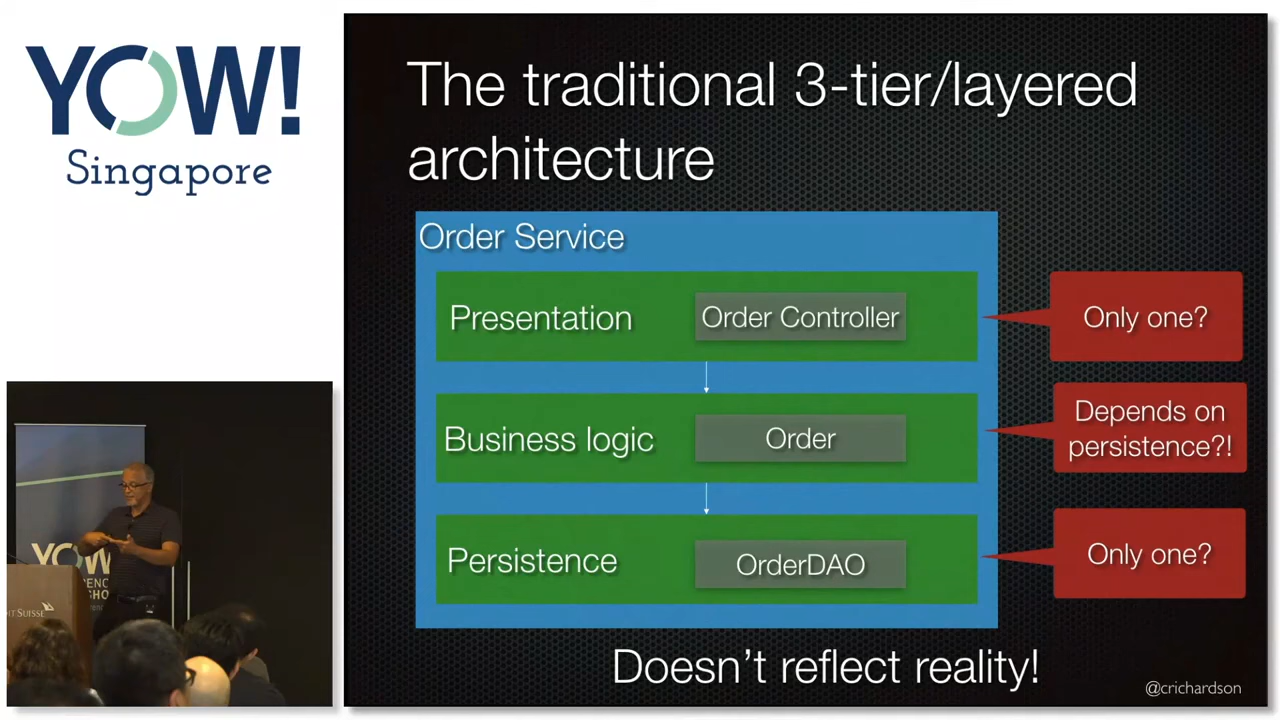 YOW!
Singapore
The traditional 3-tier/layered
architecture
Order Service
Presentation
Order Controller
Only one?
Business logic
Order
Depends on
persistence?!
Persistence
OrderDAO
Only one?
Doesn't reflect reality!
@crichardson